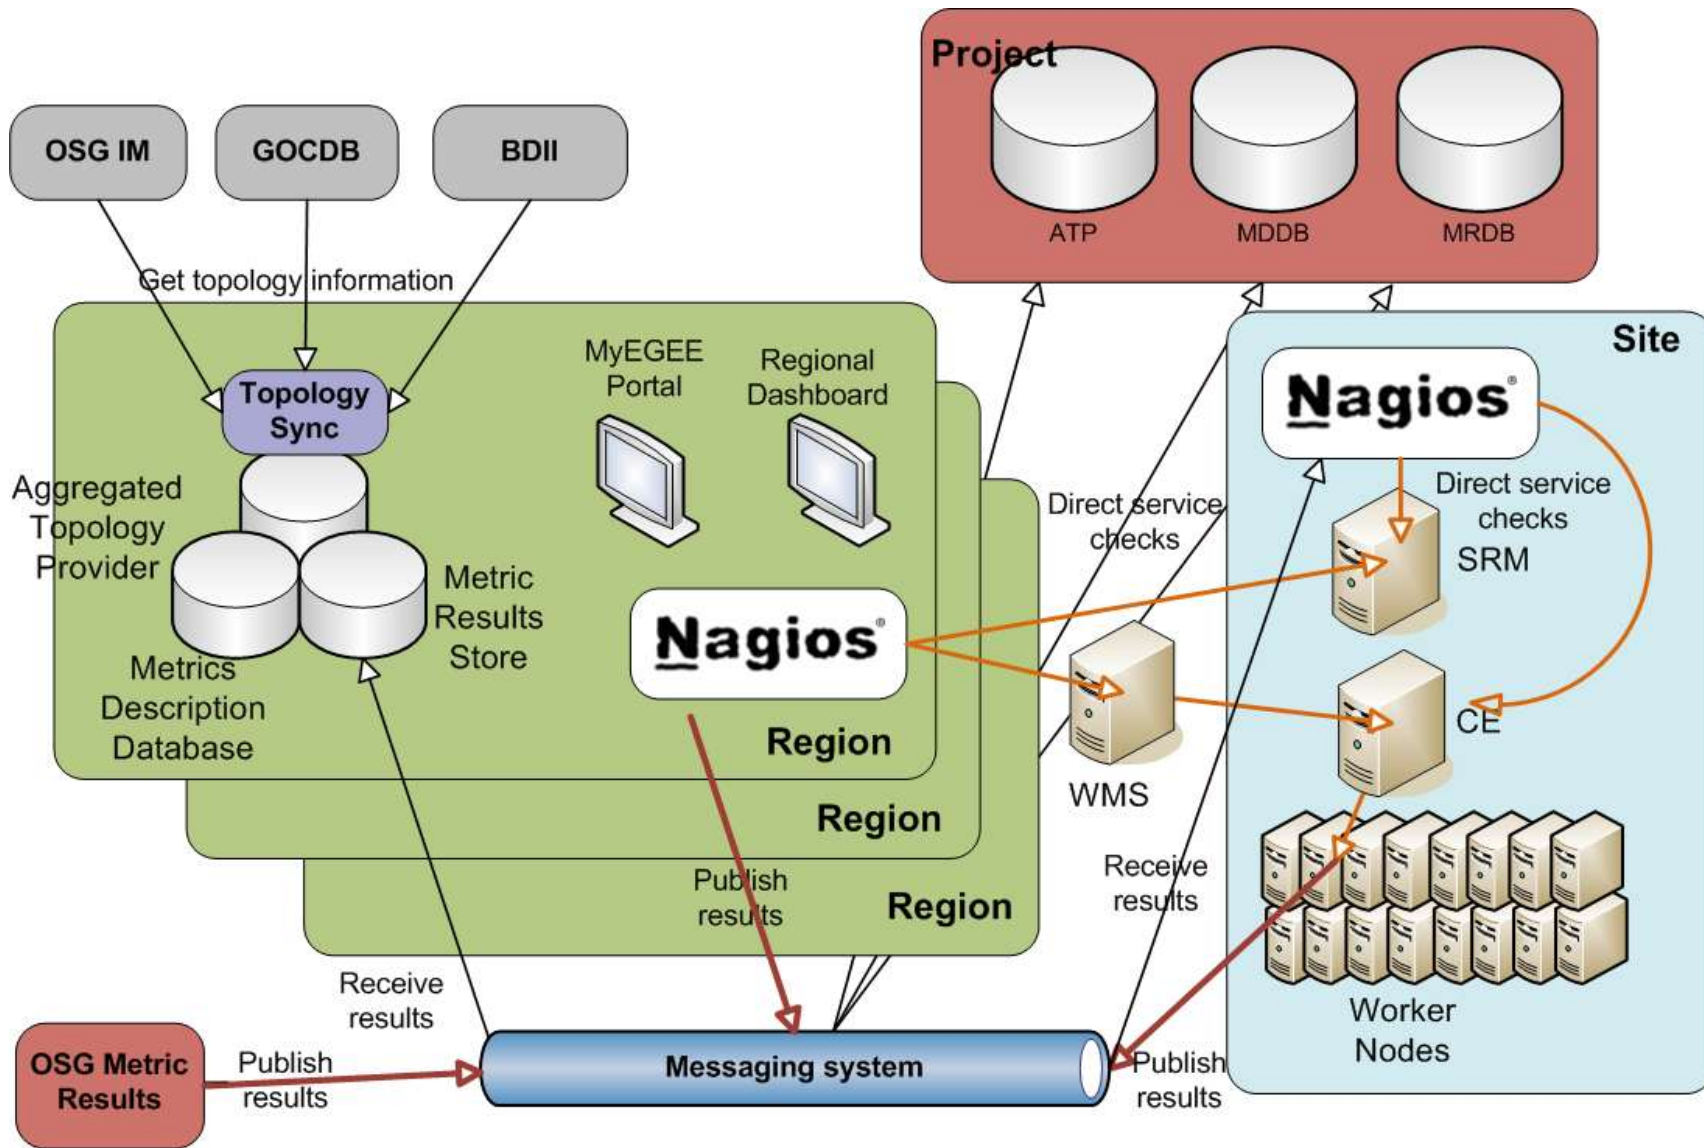 Project
ATP
MDDB
MRDB
OSG IM
GOCDB
BDII
Get topology information
Topology
Sync
Aggregated
Topology
Provider
Metrics
Description
Database
Metric
Results
Store
MyEGEE
Portal
Regional
Dashboard
Nagios®
Region
Region
Region
Direct service
checks
WMS
Site
Nagios®
Direct service
checks
SRM
CE
Worker
Nodes
Receive
results
Publish
results
Receive
results
OSG Metric
Results
Publish
results
Messaging system
Publish
results